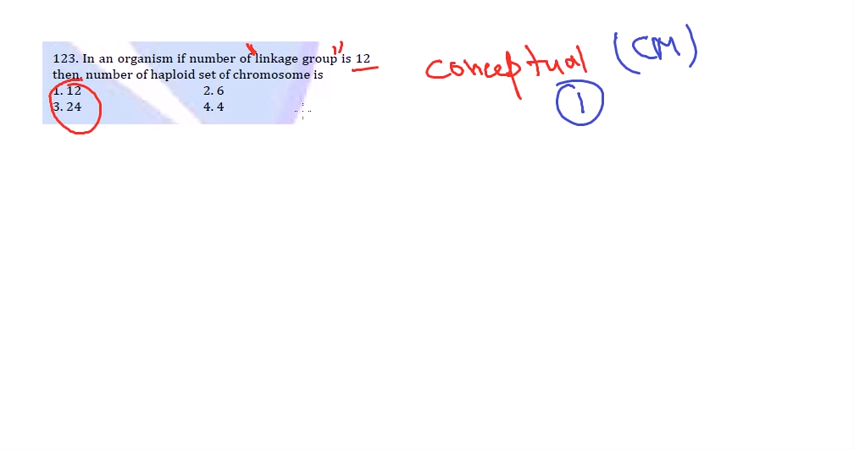 123. In an organism if number of linkage group is 12
then, number of haploid set of chromosome is
1. 12 2. 6
3. 24 4. 4
conceptual (CM)
1